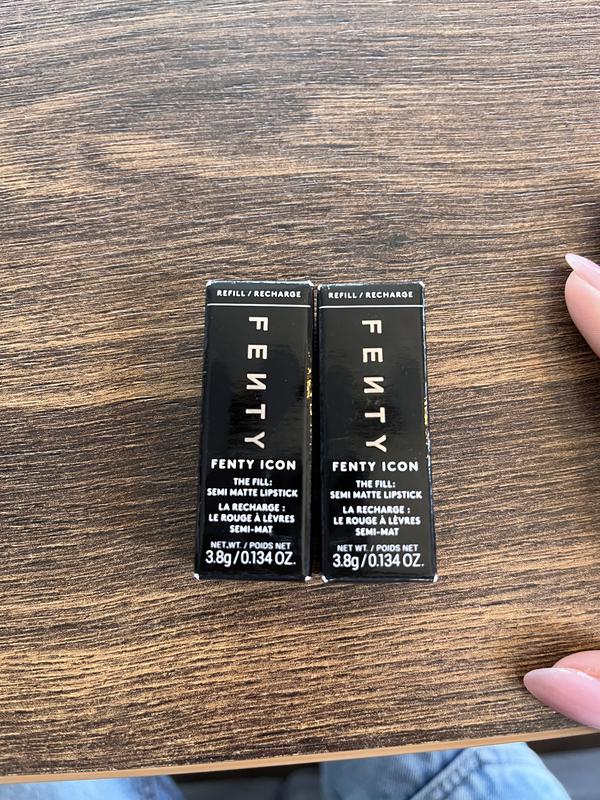 REFILL / RECHARGE
FENTY
FENTY ICON
THE FILL:
SEMI MATTE LIPSTICK
LA RECHARGE :
LE ROUGE À LÈVRES
SEMI-MAT
NET.WT. / POIDS NET
3.8g/0.134 OZ.
REFILL / RECHARGE
FENTY
FENTY ICON
THE FILL:
SEMI MATTE LIPSTICK
LA RECHARGE :
LE ROUGE À LÈVRES
SEMI-MAT
NET WT. / POIDS NET
3.8g/0.134 OZ.